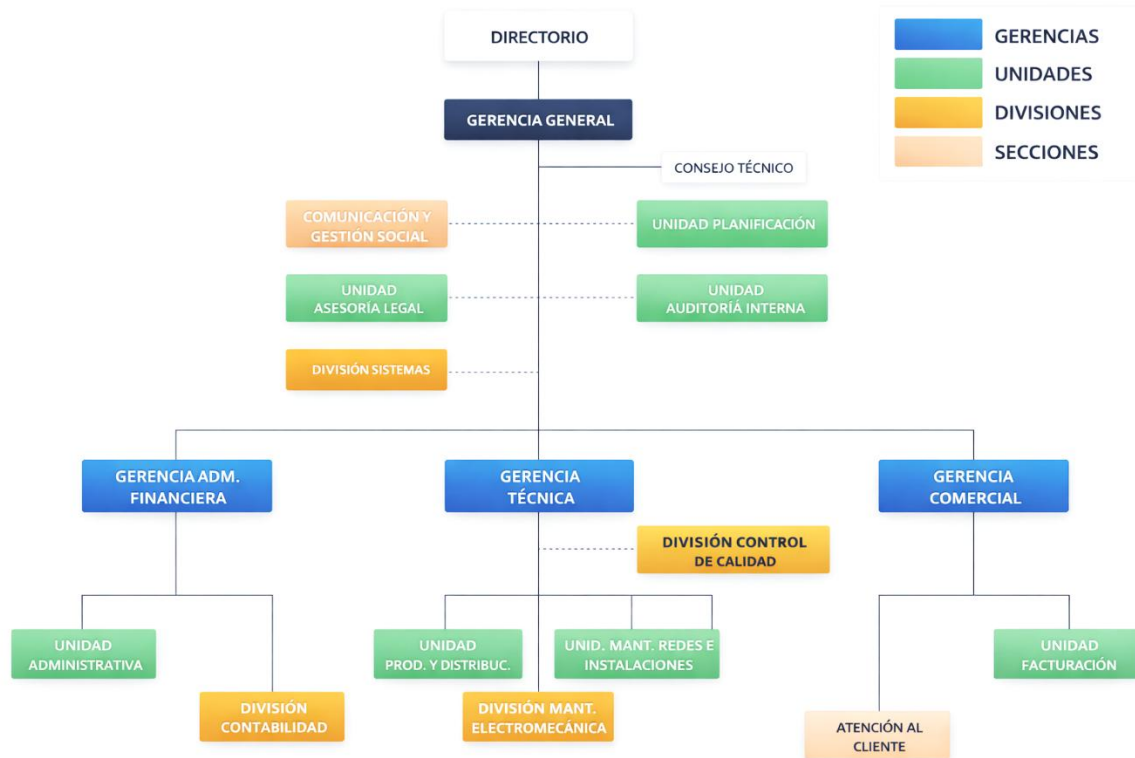 DIRECTORIO
GERENCIAS
UNIDADES
DIVISIONES
SECCIONES
GERENCIA GENERAL
CONSEJO TÉCNICO
COMUNICACIÓN Y
GESTIÓN SOCIAL
UNIDAD PLANIFICACIÓN
UNIDAD
ASESORÍA LEGAL
UNIDAD
AUDITORÍÁ INTERNA
DIVISIÓN SISTEMAS
GERENCIA ADM.
FINANCIERA
GERENCIA
TÉCNICA
GERENCIA
COMERCIAL
DIVISIÓN CONTROL
DE CALIDAD
UNIDAD
ADMINISTRATIVA
UNIDAD
PROD. Y DISTRIBUC.
UNID. MANT. REDES E
INSTALACIONES
UNIDAD
FACTURACIÓN
DIVISIÓN
CONTABILIDAD
DIVISIÓN MANT.
ELECTROMECÁNICA
ATENCIÓN AL
CLIENTE